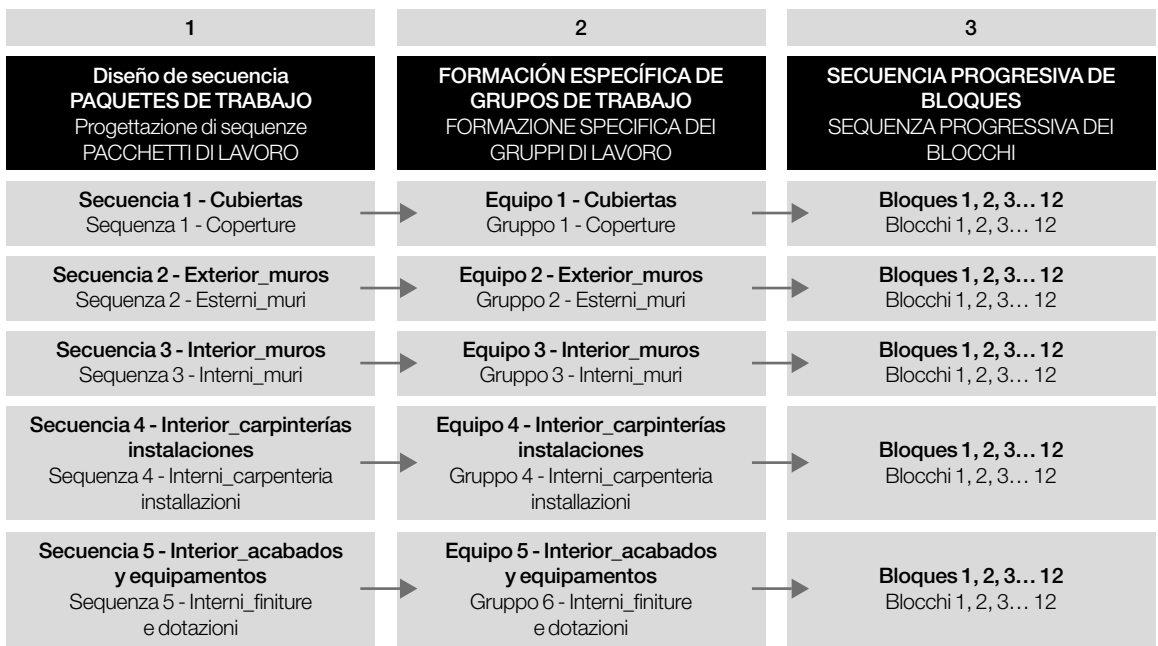 1
2
3
Diseño de secuencia
PAQUETES DE TRABAJO
Progettazione di sequenze
PACCHETTI DI LAVORO
FORMACIÓN ESPECÍFICA DE
GRUPOS DE TRABAJO
FORMAZIONE SPECIFICA DEI
GRUPPI DI LAVORO
SECUENCIA PROGRESIVA DE
BLOQUES
SEQUENZA PROGRESSIVA DEI
BLOCCHI
Secuencia 1 - Cubiertas
Sequenza 1 - Coperture
Equipo 1 - Cubiertas
Gruppo 1 - Coperture
Bloques 1, 2, 3… 12
Blocchi 1, 2, 3… 12
Secuencia 2 - Exterior_muros
Sequenza 2 - Esterni_muri
Equipo 2 - Exterior_muros
Gruppo 2 - Esterni_muri
Bloques 1, 2, 3… 12
Blocchi 1, 2, 3… 12
Secuencia 3 - Interior_muros
Sequenza 3 - Interni_muri
Equipo 3 - Interior_muros
Gruppo 3 - Interni_muri
Bloques 1, 2, 3… 12
Blocchi 1, 2, 3… 12
Secuencia 4 - Interior_carpinterías
instalaciones
Sequenza 4 - Interni_carpenteria
installazioni
Equipo 4 - Interior_carpinterías
instalaciones
Gruppo 4 - Interni_carpenteria
installazioni
Bloques 1, 2, 3… 12
Blocchi 1, 2, 3… 12
Secuencia 5 - Interior_acabados
y equipamentos
Sequenza 5 - Interni_finiture
e dotazioni
Equipo 5 - Interior_acabados
y equipamentos
Gruppo 6 - Interni_finiture
e dotazioni
Bloques 1, 2, 3… 12
Blocchi 1, 2, 3… 12